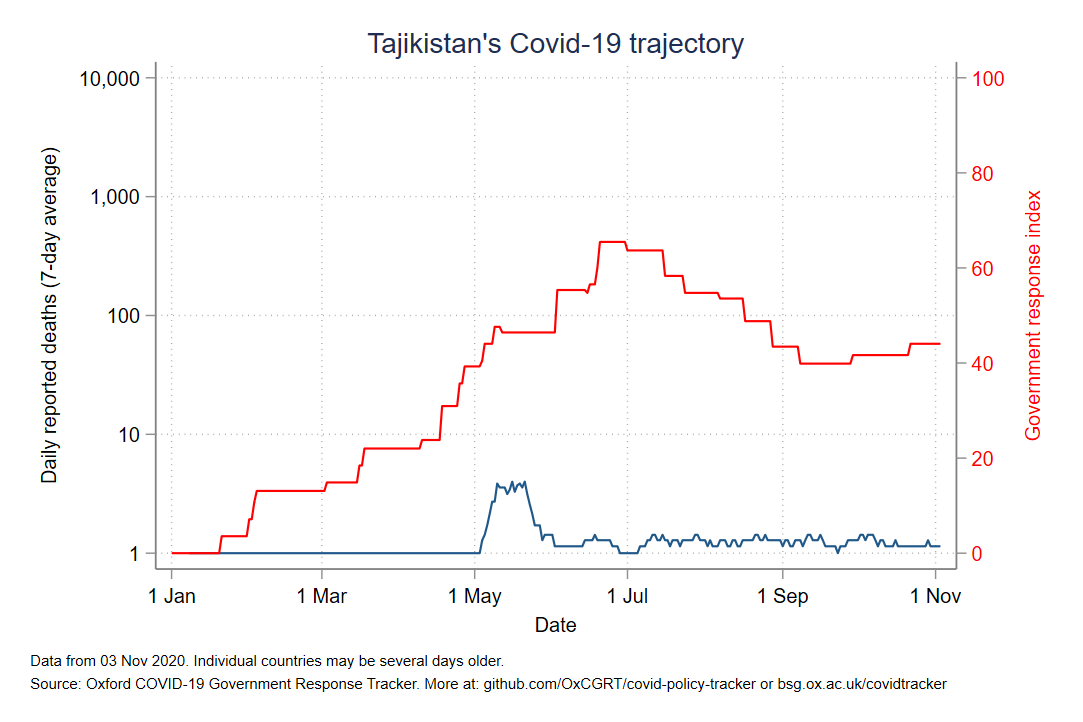 Tajikistan's Covid-19 trajectory
10,000
1,000
100
10
1
Daily reported deaths (7-day average)
100
80
60
40
20
0
Government response index
1 Jan
1 Mar
1 May
1 Jul
1 Sep
1 Nov
Date
Data from 03 Nov 2020. Individual countries may be several days older.
Source: Oxford COVID-19 Government Response Tracker. More at: github.com/OxCGRT/covid-policy-tracker or bsg.ox.ac.uk/covidtracker